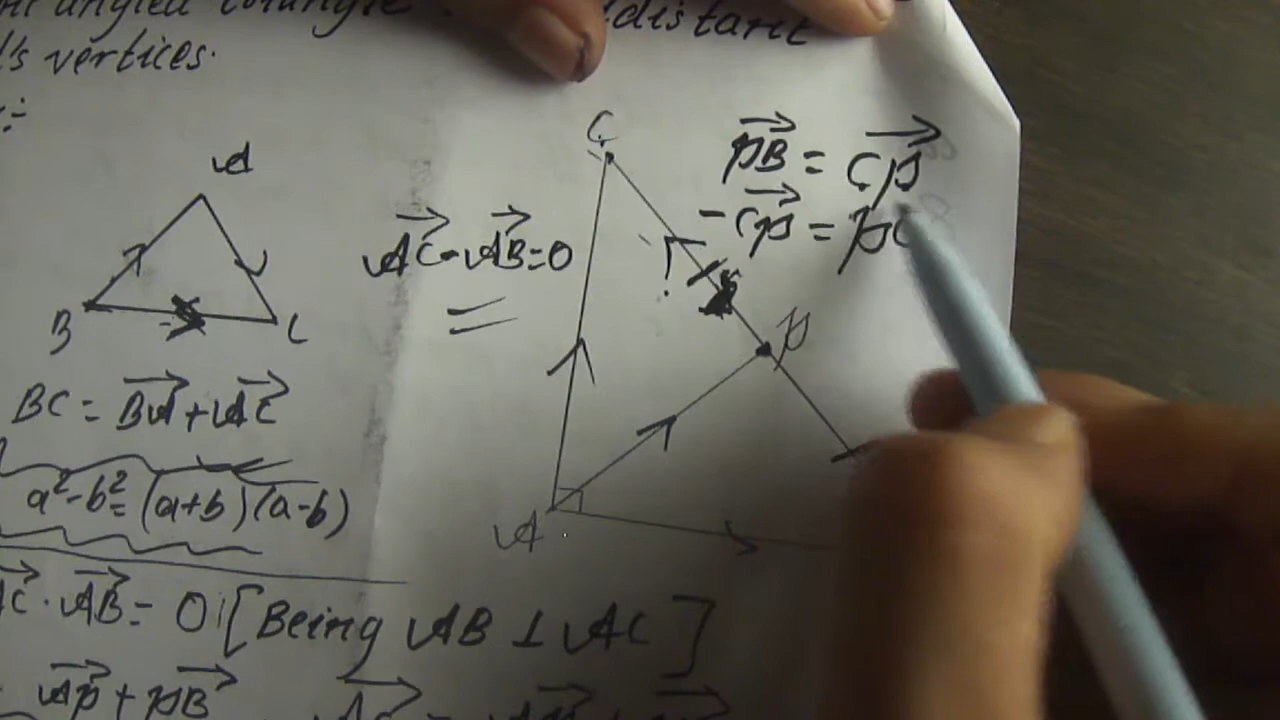 angled
's vertices.
A
B
C
BC = BA + AC
a²-b² = (a+b)(a-b)
AC · AB = 0
C
P
A
PB = CP
-CP = PC
AC · AB = 0 [Being AB ⊥ AC]
AP + PB